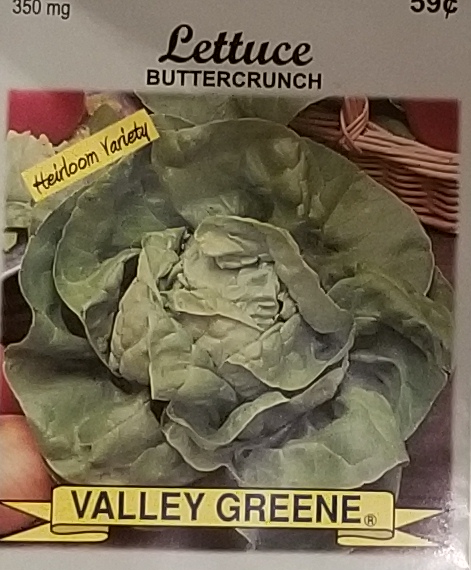 350 mg
59¢
Lettuce
BUTTERCRUNCH
Heirloom Variety
VALLEY GREENE®